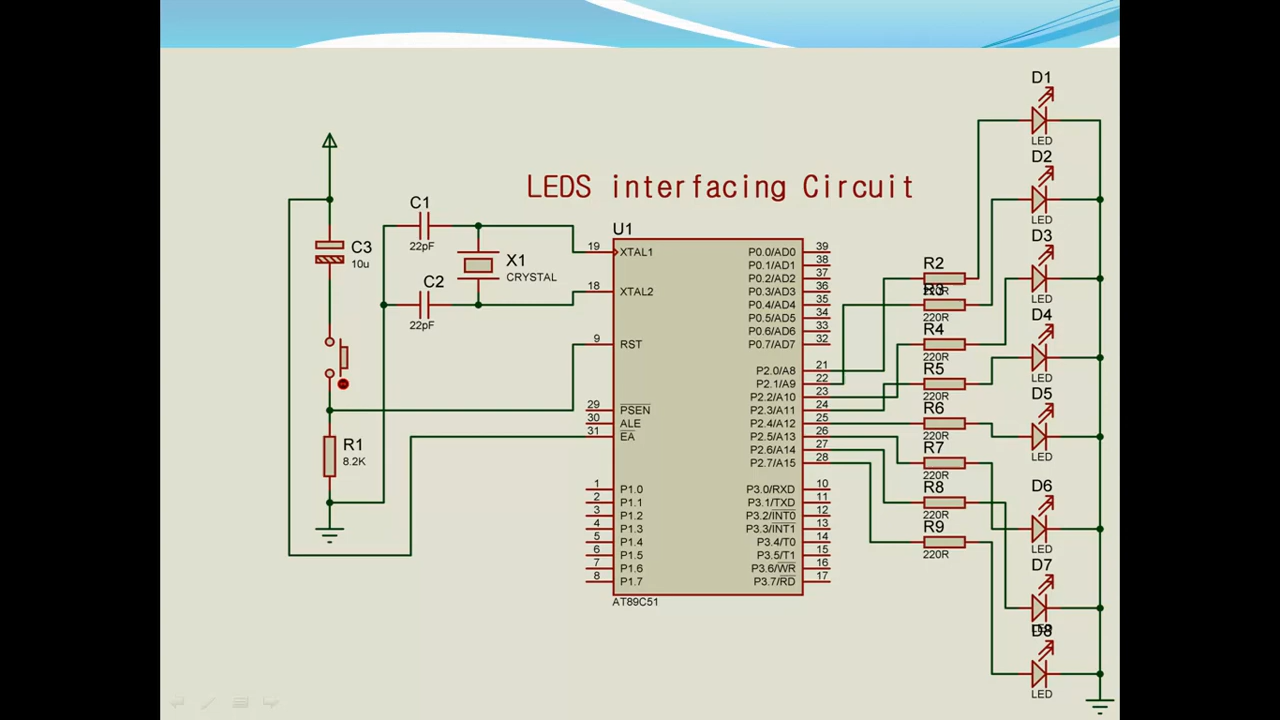 LEDS interfacing Circuit
C3
10u
R1
8.2K
C1
22pF
C2
22pF
X1
CRYSTAL
U1
19
XTAL1
18
XTAL2
9
RST
29
PSEN
30
ALE
31
EA
1
P1.0
2
P1.1
3
P1.2
4
P1.3
5
P1.4
6
P1.5
7
P1.6
8
P1.7
P0.0/AD0
39
P0.1/AD1
38
P0.2/AD2
37
P0.3/AD3
36
P0.4/AD4
35
P0.5/AD5
34
P0.6/AD6
33
P0.7/AD7
32
P2.0/A8
21
P2.1/A9
22
P2.2/A10
23
P2.3/A11
24
P2.4/A12
25
P2.5/A13
26
P2.6/A14
27
P2.7/A15
28
P3.0/RXD
10
P3.1/TXD
11
P3.2/INT0
12
P3.3/INT1
13
P3.4/T0
14
P3.5/T1
15
P3.6/WR
16
P3.7/RD
17
AT89C51
R2
R3
220R
R4
220R
R5
220R
R6
220R
R7
220R
R8
220R
R9
220R
D1
LED
D2
LED
D3
LED
D4
LED
D5
LED
D6
LED
D7
D8
LED